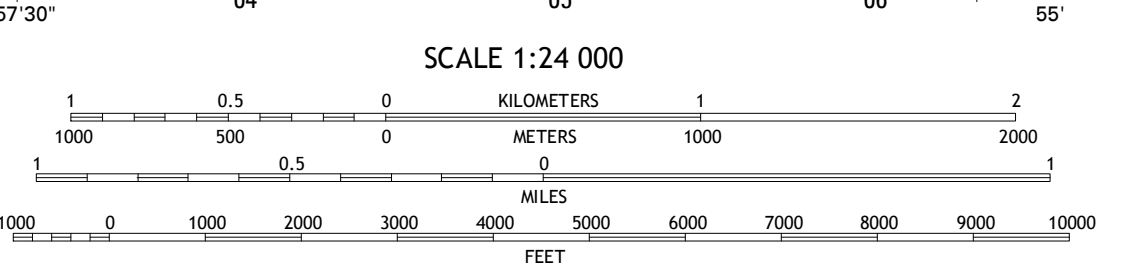 04 05 06
57'30" 55'
SCALE 1:24 000
1 0.5 0 KILOMETERS 1 2
1000 500 0 METERS 1000 2000
1 0.5 0 1
MILES
1000 0 1000 2000 3000 4000 5000 6000 7000 8000 9000 10000
FEET